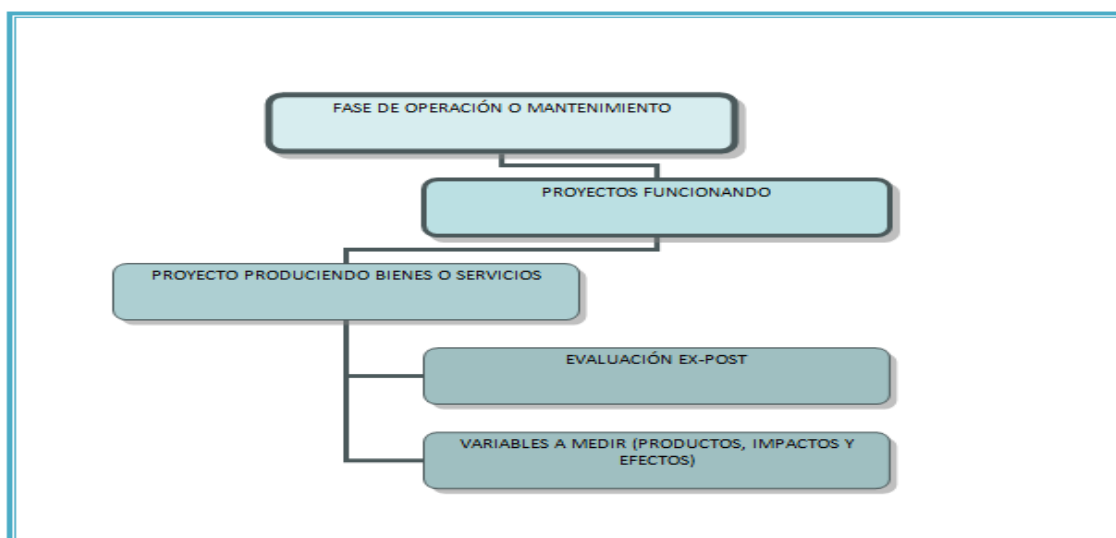 FASE DE OPERACIÓN O MANTENIMIENTO
PROYECTOS FUNCIONANDO
PROYECTO PRODUCIENDO BIENES O SERVICIOS
EVALUACIÓN EX-POST
VARIABLES A MEDIR (PRODUCTOS, IMPACTOS Y
EFECTOS)